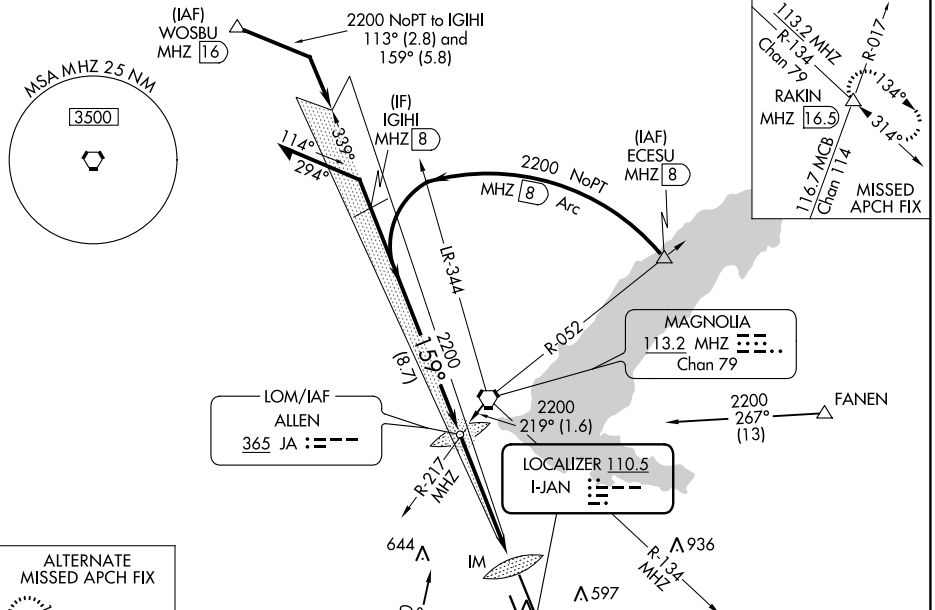 (IAF)
WOSBU
MHZ 16
2200 NoPT to IGIHI
113° (2.8) and
159° (5.8)
MSA MHZ 25 NM
3500
(IF)
IGIHI
MHZ 8
339°
114°
294°
(IAF)
ECESU
MHZ 8
2200 NoPT
MHZ 8 Arc
113.2 MHZ
R-134
Chan 79
R-017
134°
314°
RAKIN
MHZ 16.5
116.7 MCB
Chan 114
MISSED
APCH FIX
LR-344
R-052
2200
159°
(8.7)
MAGNOLIA
113.2 MHZ
Chan 79
LOM/IAF
ALLEN
365 JA
2200
219° (1.6)
FANEN
2200
267°
(13)
R-217
MHZ
LOCALIZER 110.5
I-JAN
644
IM
936
597
R-134
MHZ
ALTERNATE
MISSED APCH FIX